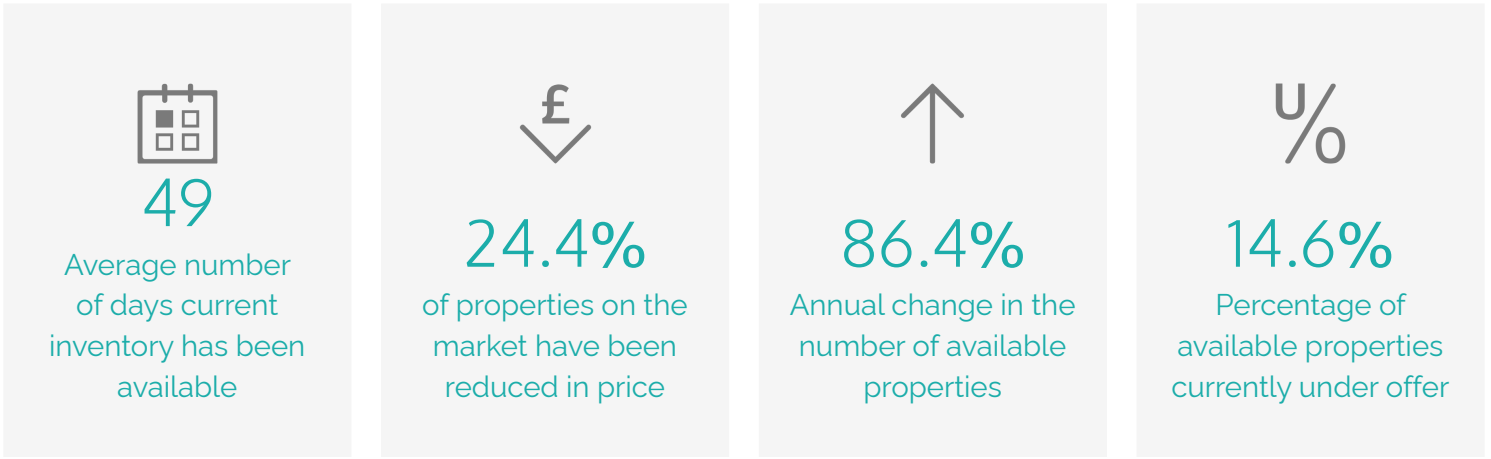 49
Average number
of days current
inventory has been
available
£
24.4%
of properties on the
market have been
reduced in price
86.4%
Annual change in the
number of available
properties
U/O
14.6%
Percentage of
available properties
currently under offer